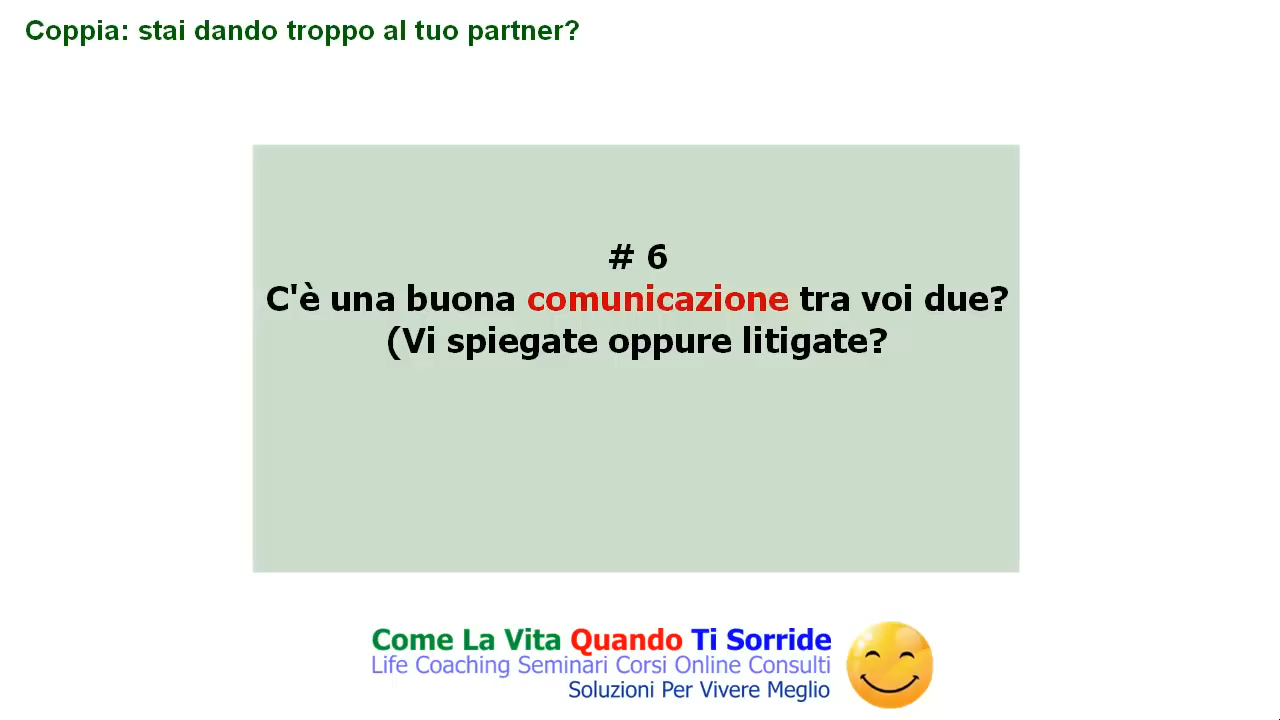 Coppia: stai dando troppo al tuo partner?
# 6
C'è una buona comunicazione tra voi due?
(Vi spiegate oppure litigate?
Come La Vita Quando Ti Sorride
Life Coaching Seminari Corsi Online Consulti
Soluzioni Per Vivere Meglio